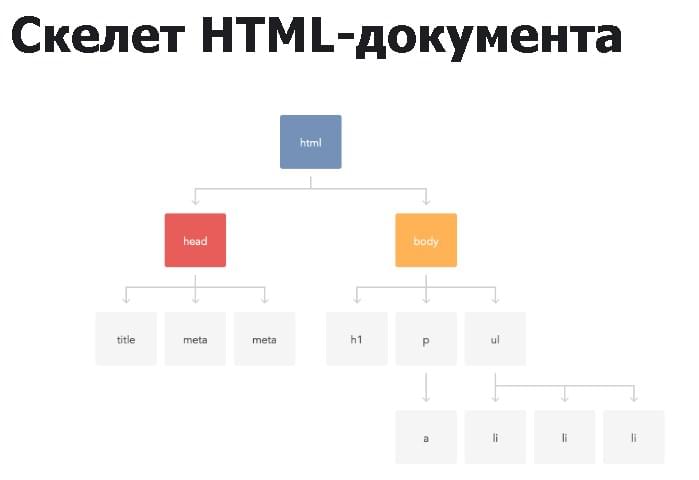 Скелет HTML-документа
html
head
body
title
meta
meta
h1
p
ul
a
li
li
li